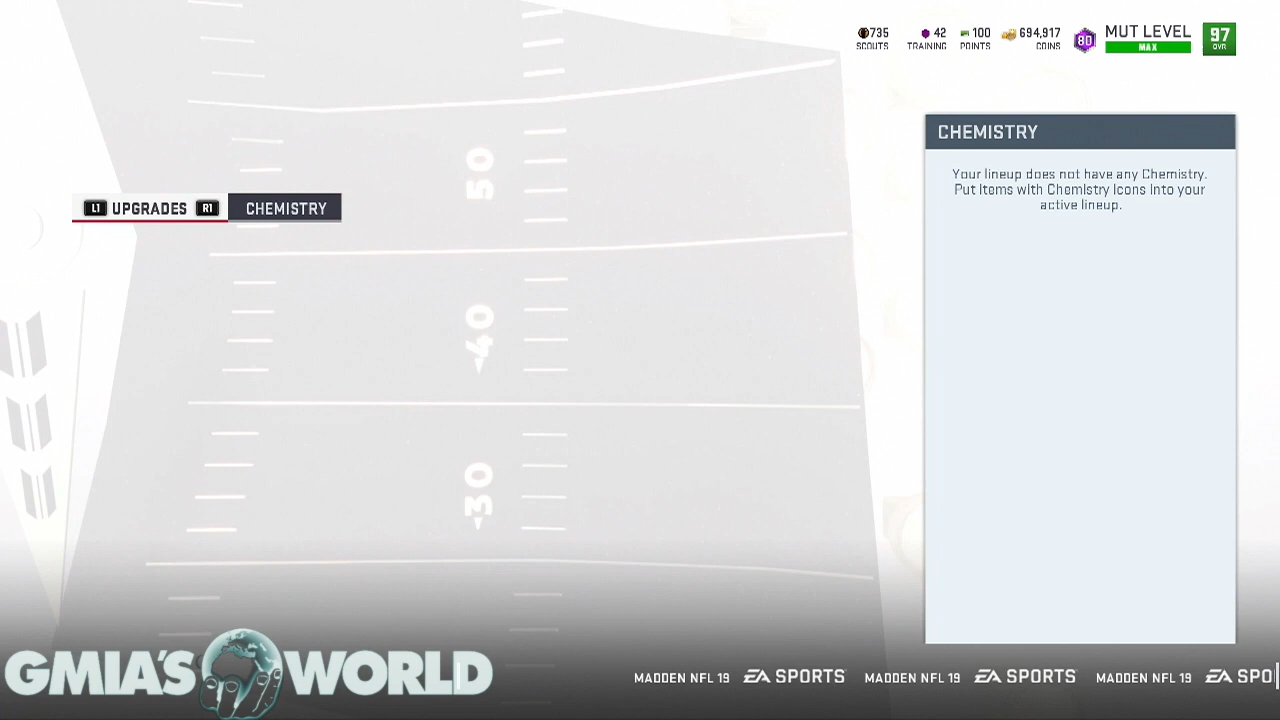 735 SCOUTS
42 TRAINING
100 POINTS
694,917 COINS
80
MUT LEVEL
MAX
97 OVR
CHEMISTRY
Your lineup does not have any Chemistry.
Put items with Chemistry icons into your
active lineup.
L1 UPGRADES R1 CHEMISTRY
50
40
30
GMIA'S WORLD
MADDEN NFL 19 EA SPORTS MADDEN NFL 19 EA SPORTS MADDEN NFL 19 EA SPO